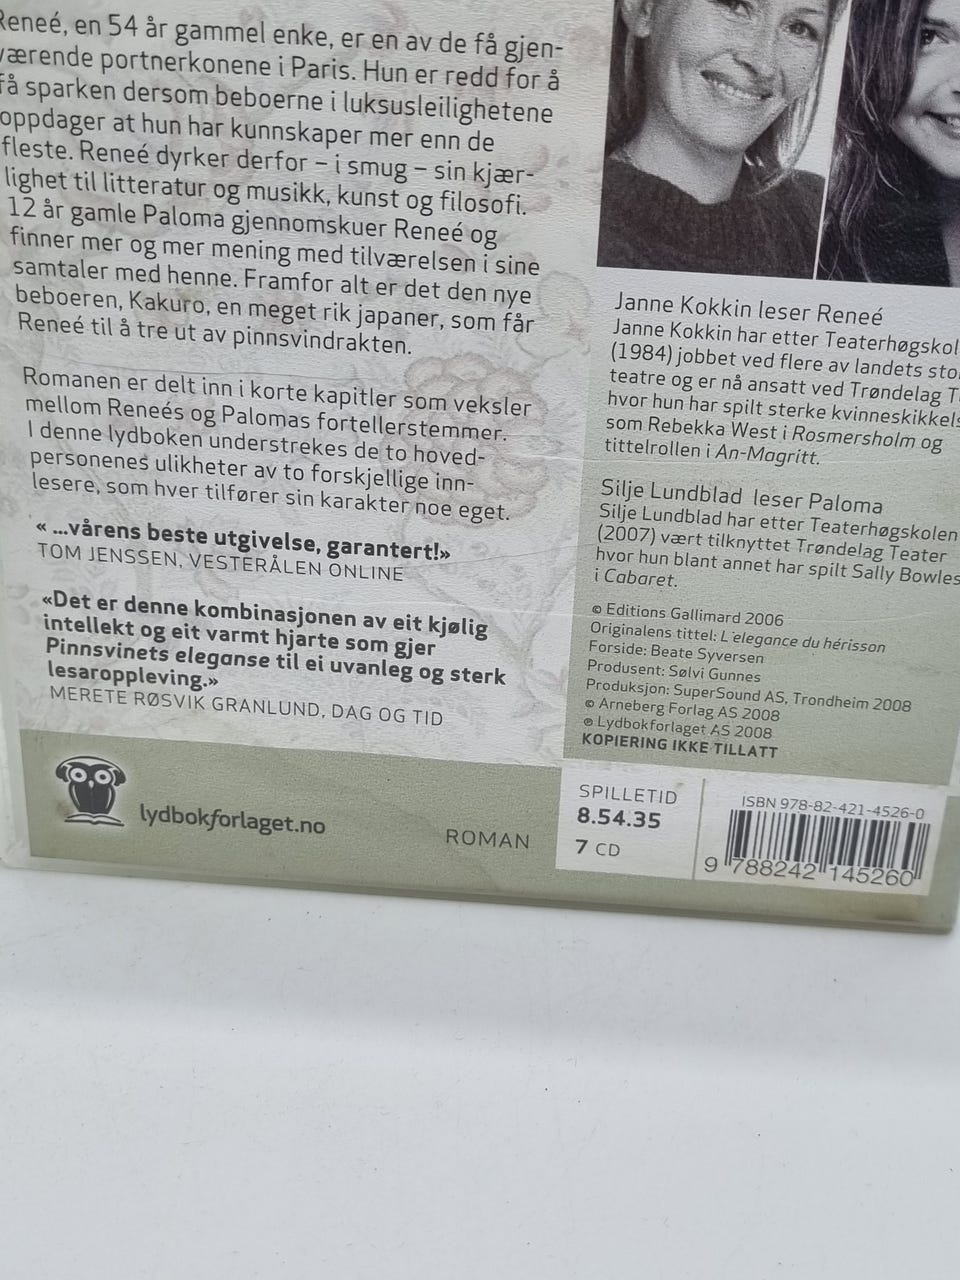 Reneé, en 54 år gammel enke, er en av de få gjen-
værende portnerkonene i Paris. Hun er redd for å
få sparken dersom beboerne i luksusleilighetene
oppdager at hun har kunnskaper mer enn de
fleste. Reneé dyrker derfor – i smug – sin kjær-
lighet til litteratur og musikk, kunst og filosofi.
12 år gamle Paloma gjennomskuer Reneé og
finner mer og mer mening med tilværelsen i sine
samtaler med henne. Framfor alt er det den nye
beboeren, Kakuro, en meget rik japaner, som får
Reneé til å tre ut av pinnsvindrakten.
Romanen er delt inn i korte kapitler som veksler
mellom Reneés og Palomas fortellerstemmer.
I denne lydboken understrekes de to hoved-
personenes ulikheter av to forskjellige inn-
lesere, som hver tilfører sin karakter noe eget.
« ...vårens beste utgivelse, garantert!»
TOM JENSSEN, VESTERÅLEN ONLINE
«Det er denne kombinasjonen av eit kjølig
intellekt og eit varmt hjarte som gjer
Pinnsvinets eleganse til ei uvanleg og sterk
lesaroppleving.»
MERETE RØSVIK GRANLUND, DAG OG TID
Janne Kokkin leser Reneé
Janne Kokkin har etter Teaterhøgskol
(1984) jobbet ved flere av landets sto
teatre og er nå ansatt ved Trøndelag T
hvor hun har spilt sterke kvinneskikkels
som Rebekka West i Rosmersholm og
tittelrollen i An-Magritt.
Silje Lundblad leser Paloma
Silje Lundblad har etter Teaterhøgskolen
(2007) vært tilknyttet Trøndelag Teater
hvor hun blant annet har spilt Sally Bowles
i Cabaret.
© Editions Gallimard 2006
Originalens tittel: L'elegance du hérisson
Forside: Beate Syversen
Produsent: Sølvi Gunnes
Produksjon: SuperSound AS, Trondheim 2008
© Arneberg Forlag AS 2008
℗ Lydbokforlaget AS 2008
KOPIERING IKKE TILLATT
lydbokforlaget.no
ROMAN
SPILLETID
8.54.35
7 CD
ISBN 978-82-421-4526-0
9 788242 145260